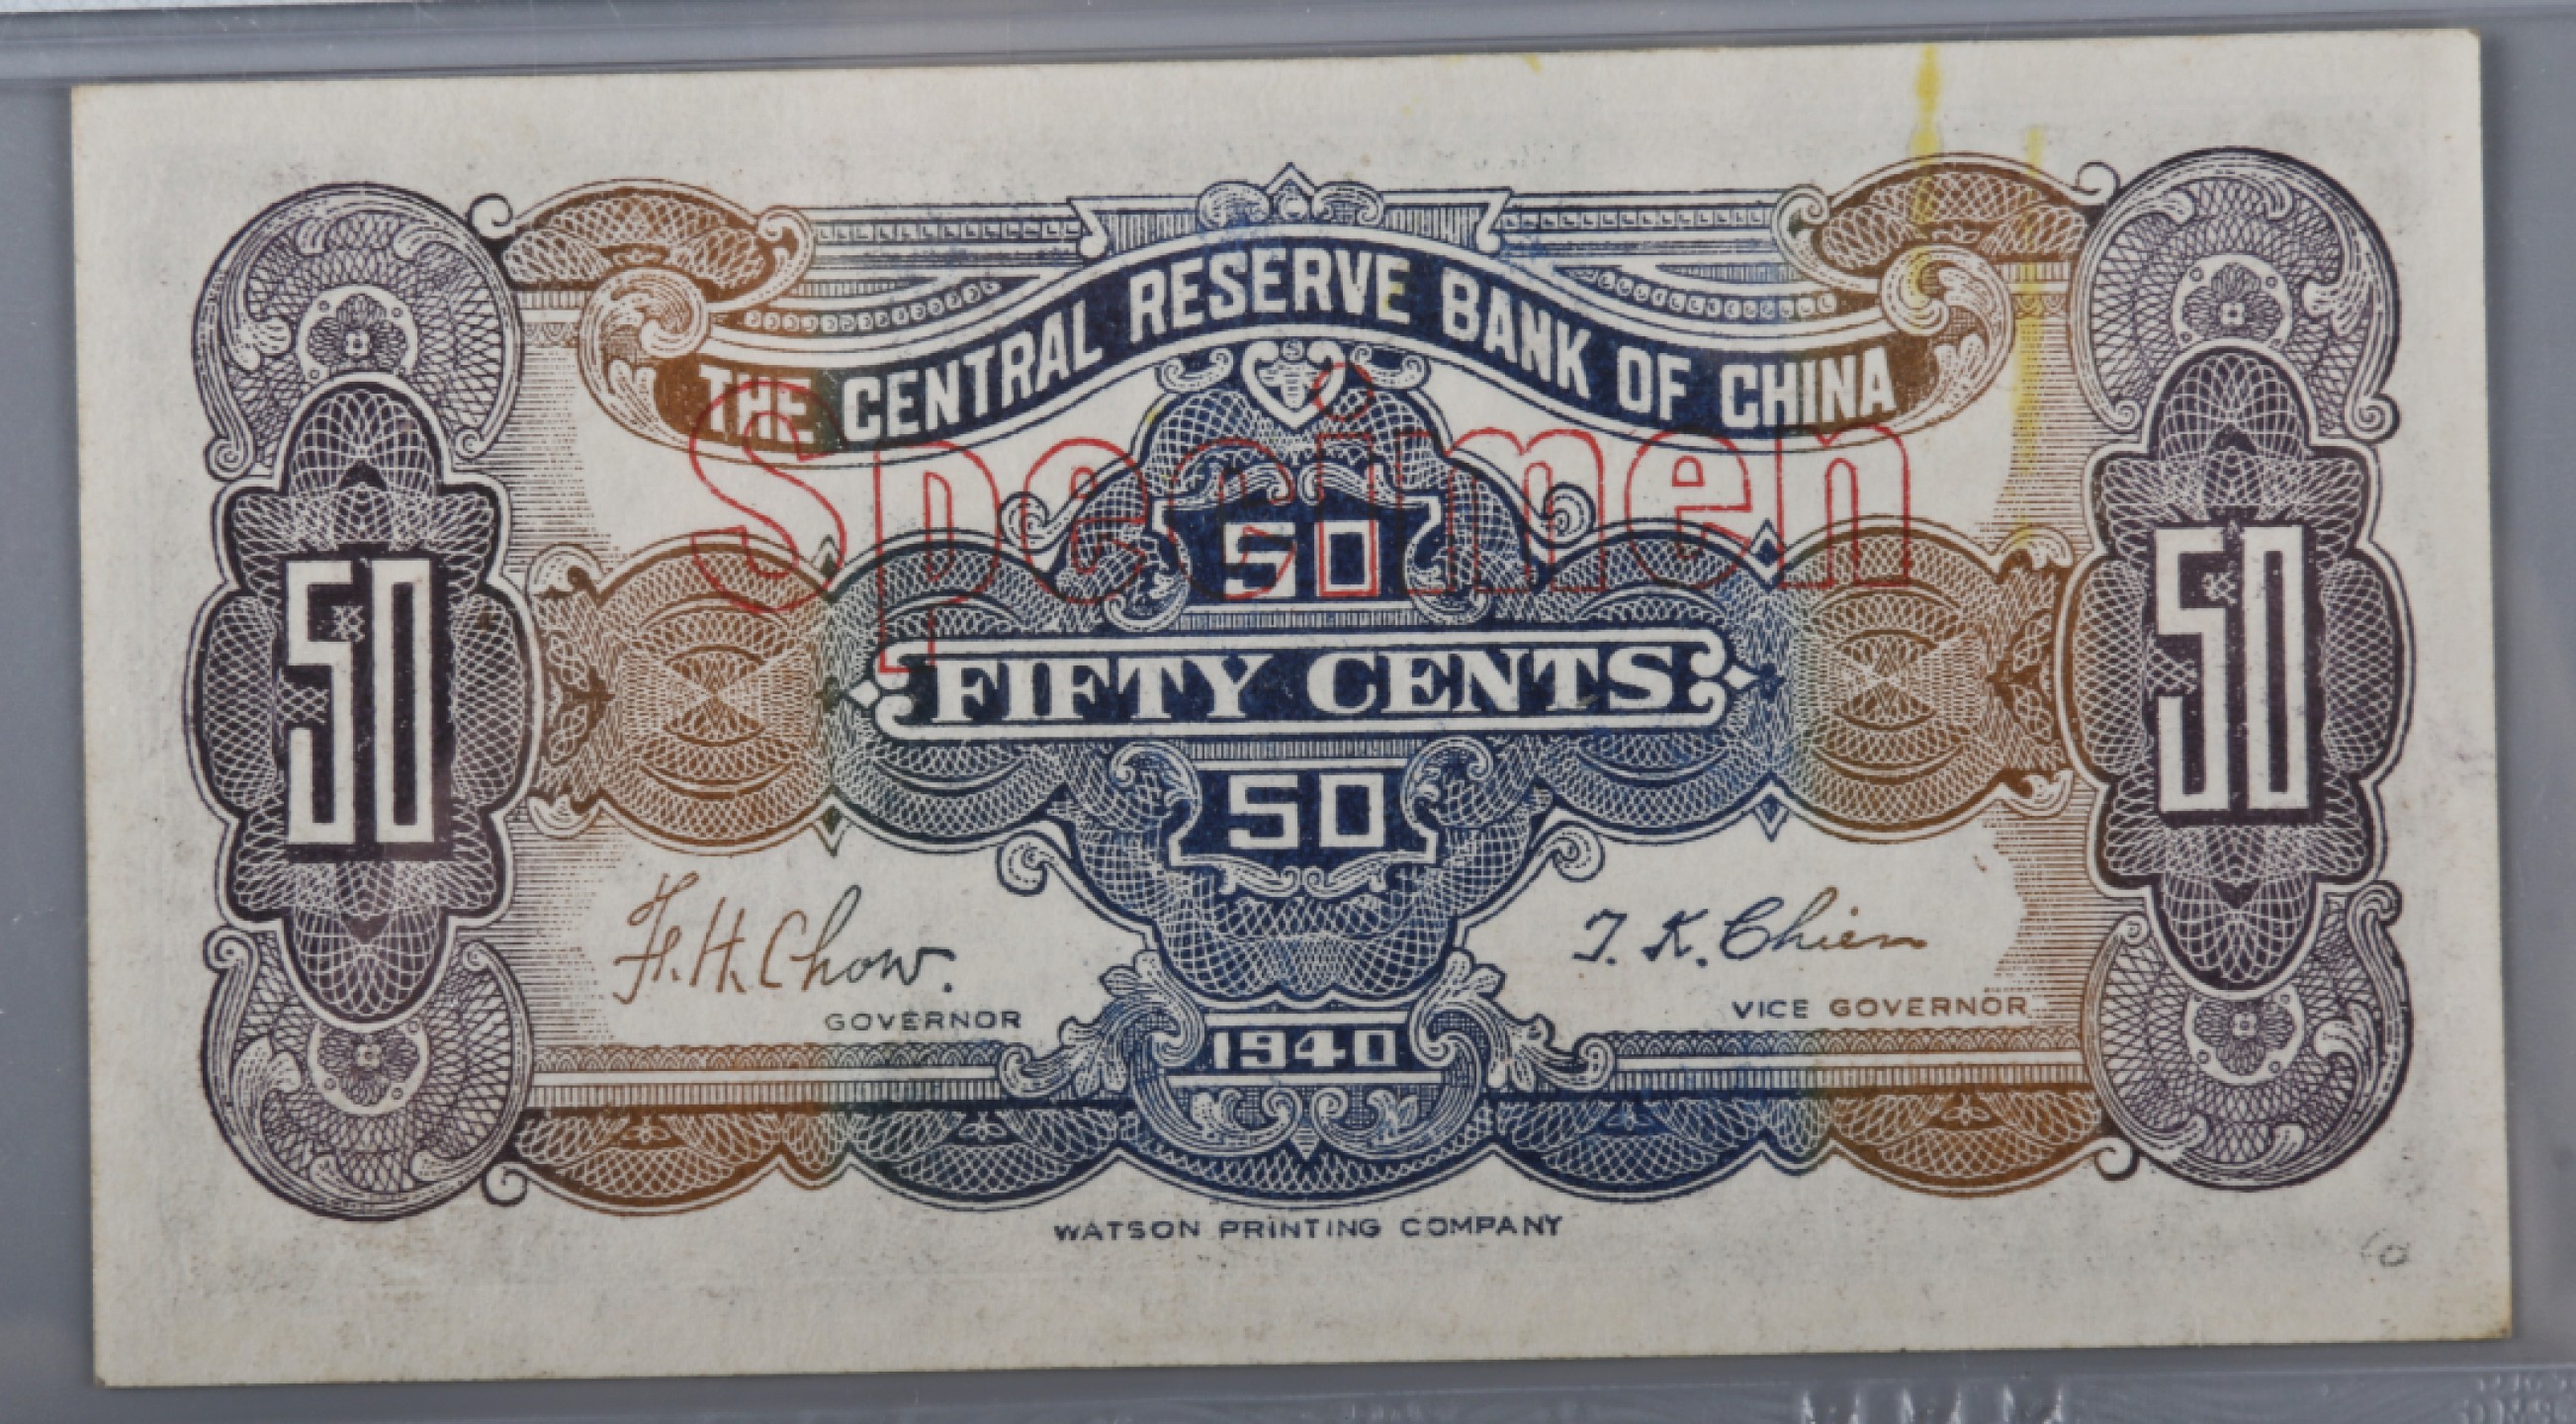 THE CENTRAL RESERVE BANK OF CHINA
Specimen
50
50
50
FIFTY CENTS
50
F. H. Chow.
GOVERNOR
T. K. Chien
VICE GOVERNOR
1940
WATSON PRINTING COMPANY